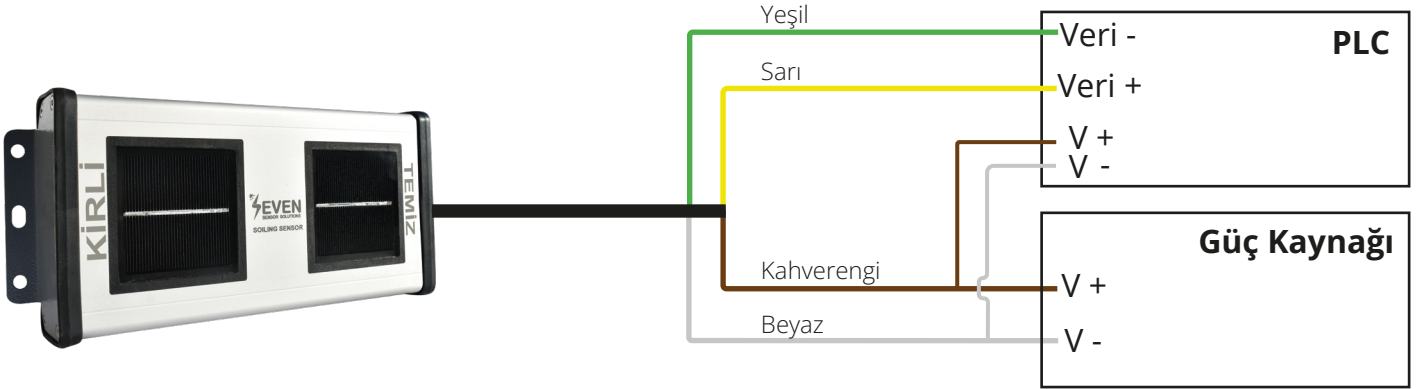 Yeşil
Veri -
PLC
Sarı
Veri +
V +
V -
KİRLİ
SEVEN
SENSOR SOLUTIONS
SOILING SENSOR
TEMİZ
Güç Kaynağı
Kahverengi
V +
Beyaz
V -